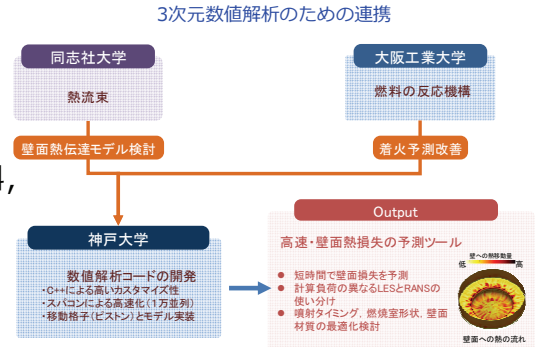 3次元数値解析のための連携
同志社大学
熱流束
大阪工業大学
燃料の反応機構
壁面熱伝達モデル検討
着火予測改善
神戸大学
数値解析コードの開発
・C++による高いカスタマイズ性
・スパコンによる高速化(1万並列)
・移動格子(ピストン)とモデル実装
Output
高速・壁面熱損失の予測ツール
● 短時間で壁面損失を予測
● 計算負荷の異なるLESとRANSの
使い分け
● 噴射タイミング, 燃焼室形状, 壁面
材質の最適化検討
壁への熱移動量
低
高
壁面への熱の流れ